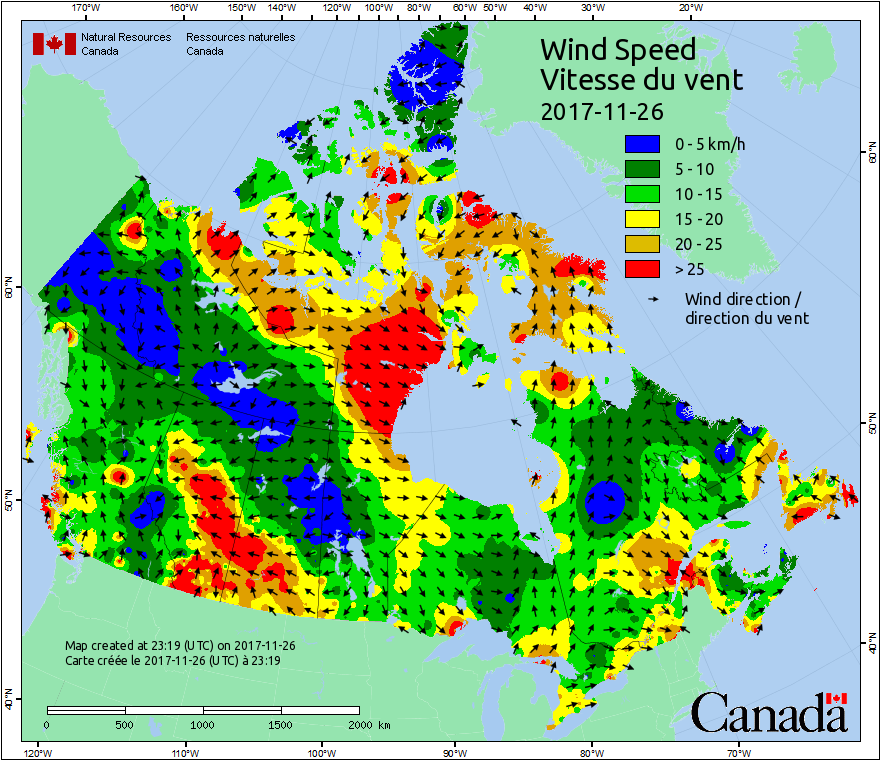 170°W 160°W 150°W 140°W 130°W 120°W 110°W 100°W 90°W 80°W 70°W 60°W 50°W 40°W 30°W 20°W
Natural Resources Ressources naturelles
Canada Canada
Wind Speed
Vitesse du vent
2017-11-26
0 - 5 km/h
5 - 10
10 - 15
15 - 20
20 - 25
> 25
Wind direction /
direction du vent
60°N 60°N
50°N 50°N
40°N 40°N
Map created at 23:19 (UTC) on 2017-11-26
Carte créée le 2017-11-26 (UTC) à 23:19
0 500 1000 1500 2000 km
Canada
120°W 110°W 100°W 90°W 80°W 70°W